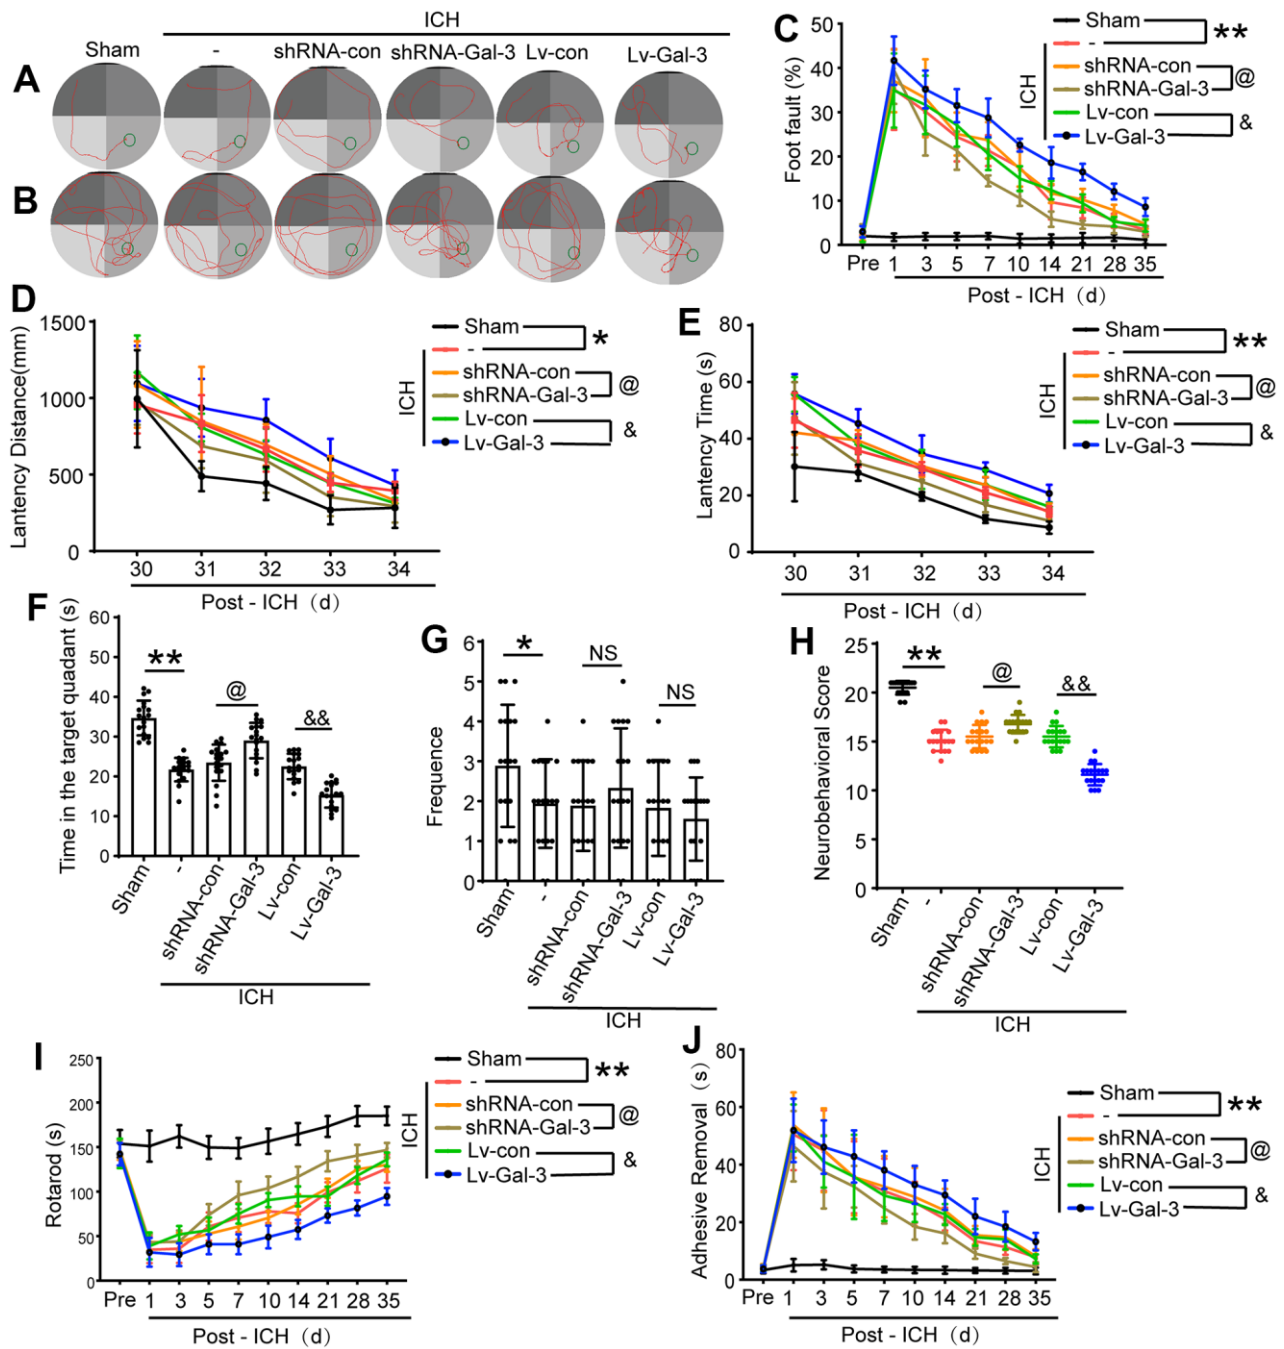 ICH
Sham - shRNA-con shRNA-Gal-3 Lv-con Lv-Gal-3
A
B
C
Foot fault (%)
50
40
30
20
10
0
Pre 1 3 5 7 10 14 21 28 35
Post - ICH (d)
Sham
-
shRNA-con
shRNA-Gal-3
Lv-con
Lv-Gal-3
ICH
**
@
&
D
Lantency Distance(mm)
1500
1000
500
0
30 31 32 33 34
Post - ICH (d)
Sham
-
shRNA-con
shRNA-Gal-3
Lv-con
Lv-Gal-3
ICH
*
@
&
E
Lantency Time (s)
80
60
40
20
0
30 31 32 33 34
Post - ICH (d)
Sham
-
shRNA-con
shRNA-Gal-3
Lv-con
Lv-Gal-3
ICH
**
@
&
F
Time in the target quadant (s)
60
50
40
30
20
10
0
** @ &&
Sham - shRNA-con shRNA-Gal-3 Lv-con Lv-Gal-3
ICH
G
Frequence
6
5
4
3
2
1
0
* NS NS
Sham - shRNA-con shRNA-Gal-3 Lv-con Lv-Gal-3
ICH
H
Neurobehavioral Score
25
20
15
10
5
0
** @ &&
Sham - shRNA-con shRNA-Gal-3 Lv-con Lv-Gal-3
ICH
I
Rotarod (s)
250
200
150
100
50
0
Pre 1 3 5 7 10 14 21 28 35
Post - ICH (d)
Sham
-
shRNA-con
shRNA-Gal-3
Lv-con
Lv-Gal-3
ICH
**
@
&
J
Adhesive Removal (s)
80
60
40
20
0
Pre 1 3 5 7 10 14 21 28 35
Post - ICH (d)
Sham
-
shRNA-con
shRNA-Gal-3
Lv-con
Lv-Gal-3
ICH
**
@
&